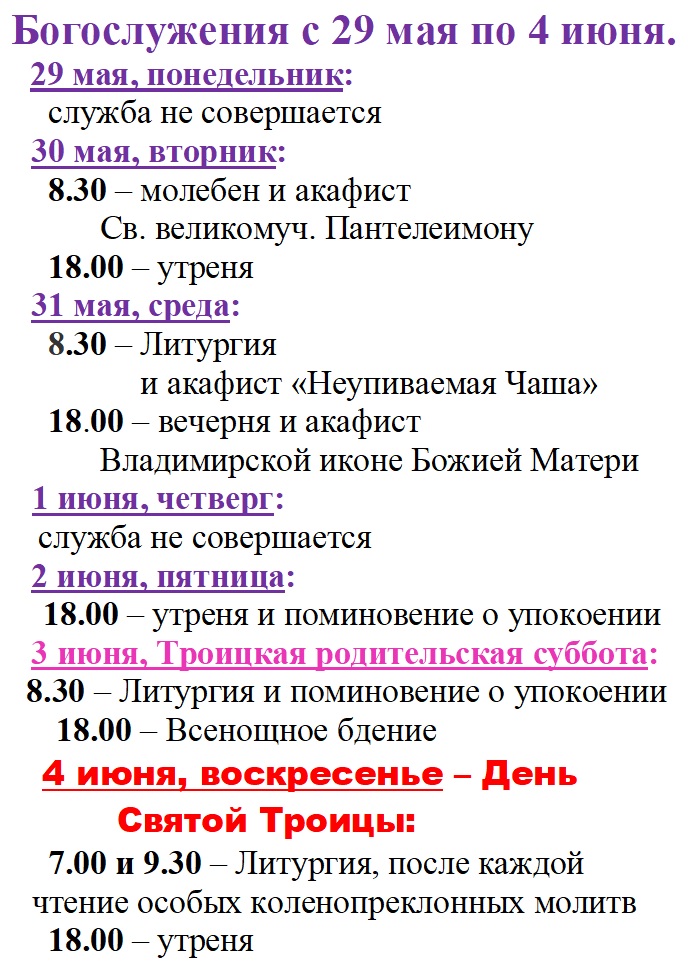 Богослужения с 29 мая по 4 июня.
29 мая, понедельник:
служба не совершается
30 мая, вторник:
8.30 – молебен и акафист
Св. великомуч. Пантелеимону
18.00 – утреня
31 мая, среда:
8.30 – Литургия
и акафист «Неупиваемая Чаша»
18.00 – вечерня и акафист
Владимирской иконе Божией Матери
1 июня, четверг:
служба не совершается
2 июня, пятница:
18.00 – утреня и поминовение о упокоении
3 июня, Троицкая родительская суббота:
8.30 – Литургия и поминовение о упокоении
18.00 – Всенощное бдение
4 июня, воскресенье – День
Святой Троицы:
7.00 и 9.30 – Литургия, после каждой
чтение особых коленопреклонных молитв
18.00 – утреня